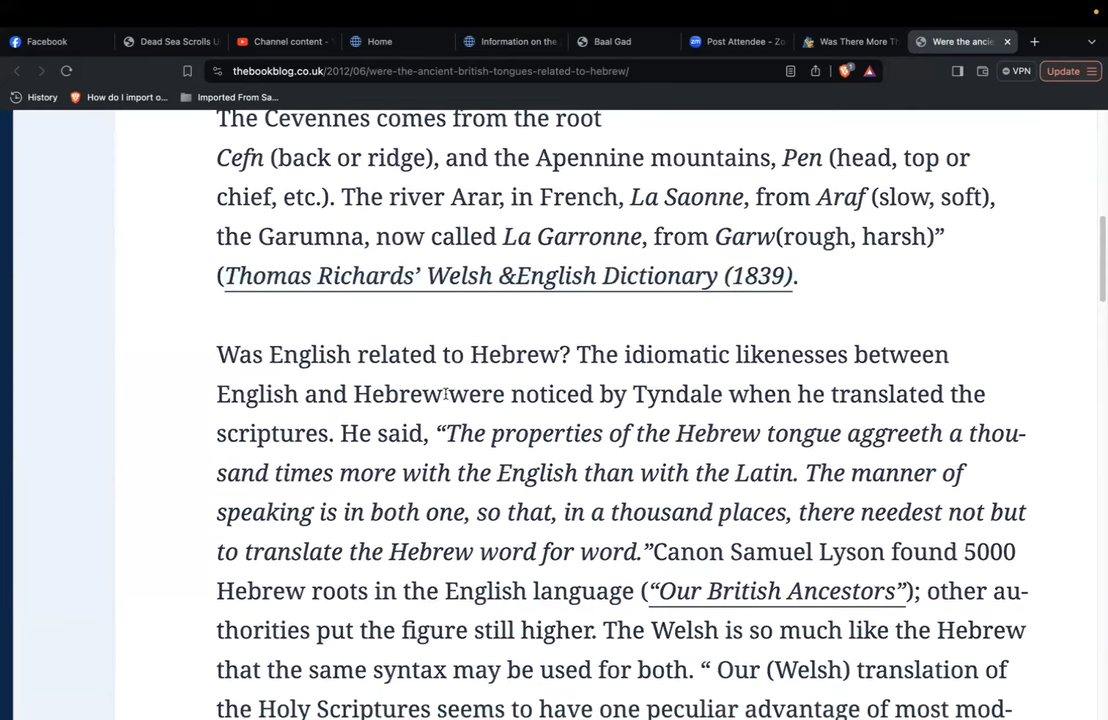 Facebook
Dead Sea Scrolls U
Channel content -
Home
Information on the
Baal Gad
Post Attendee - Zo
Was There More Th
Were the ancie
thebookblog.co.uk/2012/06/were-the-ancient-british-tongues-related-to-hebrew/
1
VPN
Update
History
How do I import o...
Imported From Sa...
The Cevennes comes from the root
Cefn (back or ridge), and the Apennine mountains, Pen (head, top or
chief, etc.). The river Arar, in French, La Saonne, from Araf (slow, soft),
the Garumna, now called La Garronne, from Garw(rough, harsh)”
(Thomas Richards’ Welsh &English Dictionary (1839).
Was English related to Hebrew? The idiomatic likenesses between
English and Hebrew were noticed by Tyndale when he translated the
scriptures. He said, “The properties of the Hebrew tongue aggreeth a thou-
sand times more with the English than with the Latin. The manner of
speaking is in both one, so that, in a thousand places, there needest not but
to translate the Hebrew word for word.”Canon Samuel Lyson found 5000
Hebrew roots in the English language (“Our British Ancestors”); other au-
thorities put the figure still higher. The Welsh is so much like the Hebrew
that the same syntax may be used for both. “ Our (Welsh) translation of
the Holy Scriptures seems to have one peculiar advantage of most mod-